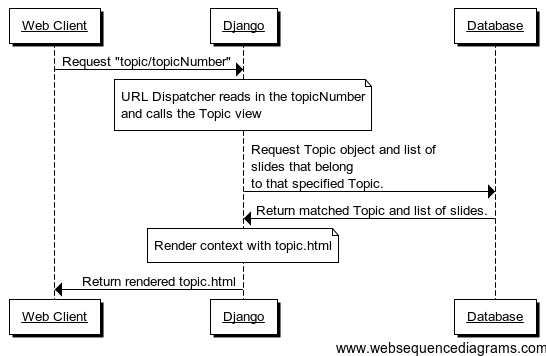 Web Client
Django
Database
Request "topic/topicNumber"
URL Dispatcher reads in the topicNumber
and calls the Topic view
Request Topic object and list of
slides that belong
to that specified Topic.
Return matched Topic and list of slides.
Render context with topic.html
Return rendered topic.html
Web Client
Django
Database
www.websequencediagrams.com